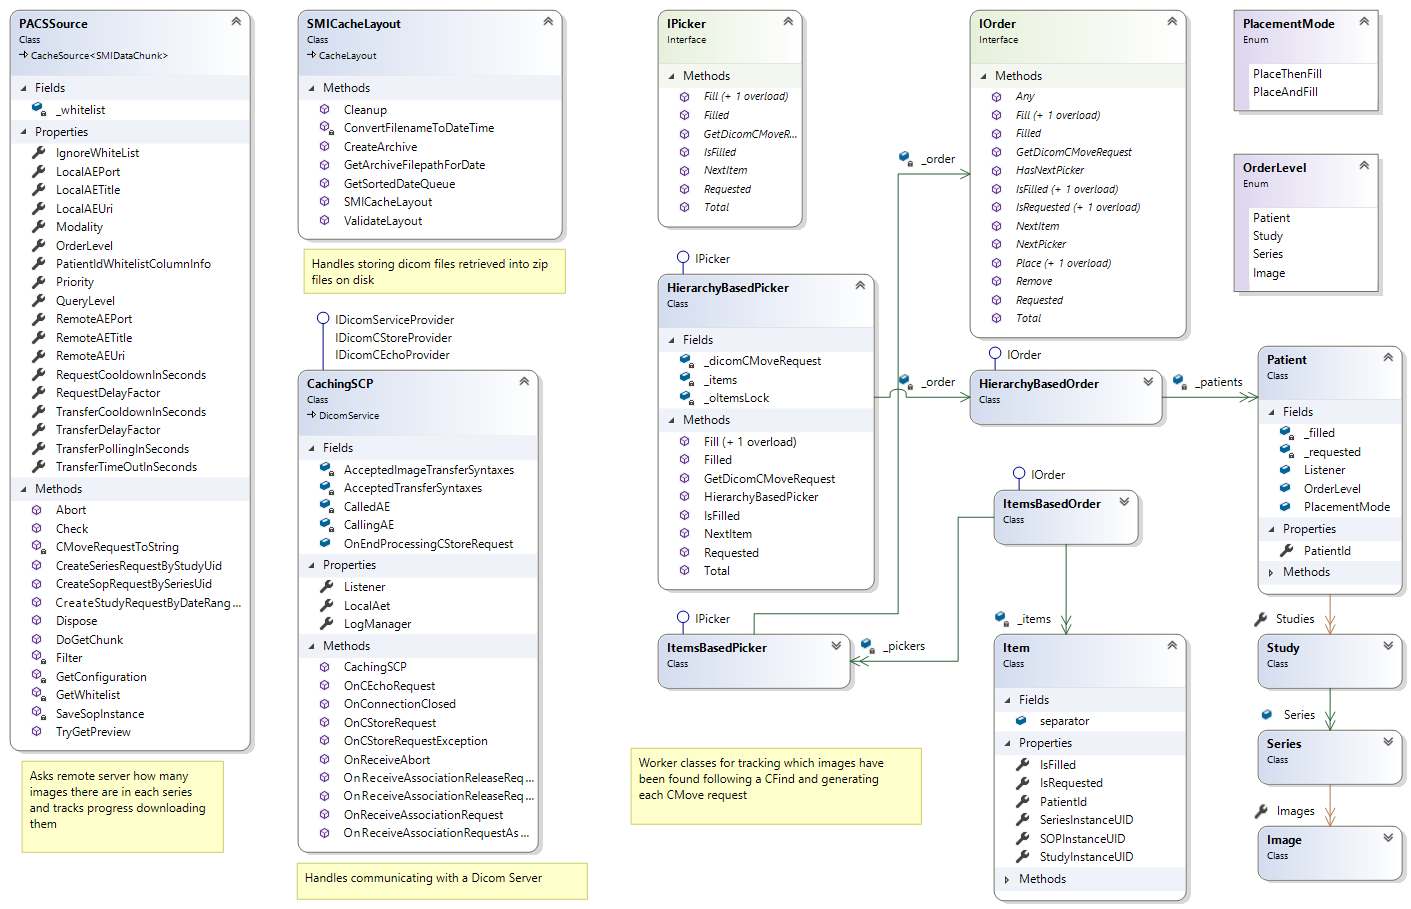 PACSSource
Class
CacheSource<SMIDataChunk>
Fields
_whitelist
Properties
IgnoreWhiteList
LocalAEPort
LocalAETitle
LocalAEUri
Modality
OrderLevel
PatientIdWhitelistColumnInfo
Priority
QueryLevel
RemoteAEPort
RemoteAETitle
RemoteAEUri
RequestCooldownInSeconds
RequestDelayFactor
TransferCooldownInSeconds
TransferDelayFactor
TransferPollingInSeconds
TransferTimeOutInSeconds
Methods
Abort
Check
CMoveRequestToString
CreateSeriesRequestByStudyUid
CreateSopRequestBySeriesUid
CreateStudyRequestByDateRang...
Dispose
DoGetChunk
Filter
GetConfiguration
GetWhitelist
SaveSopInstance
TryGetPreview
Asks remote server how many
images there are in each series
and tracks progress downloading
them
SMICacheLayout
Class
CacheLayout
Methods
Cleanup
ConvertFilenameToDateTime
CreateArchive
GetArchiveFilepathForDate
GetSortedDateQueue
SMICacheLayout
ValidateLayout
Handles storing dicom files retrieved into zip
files on disk
IDicomServiceProvider
IDicomCStoreProvider
IDicomCEchoProvider
CachingSCP
Class
DicomService
Fields
AcceptedImageTransferSyntaxes
AcceptedTransferSyntaxes
CalledAE
CallingAE
OnEndProcessingCStoreRequest
Properties
Listener
LocalAet
LogManager
Methods
CachingSCP
OnCEchoRequest
OnConnectionClosed
OnCStoreRequest
OnCStoreRequestException
OnReceiveAbort
OnReceiveAssociationReleaseReq...
OnReceiveAssociationReleaseReq...
OnReceiveAssociationRequest
OnReceiveAssociationRequestAs...
Handles communicating with a Dicom Server
IPicker
Interface
Methods
Fill (+ 1 overload)
Filled
GetDicomCMoveR...
IsFilled
NextItem
Requested
Total
IPicker
HierarchyBasedPicker
Class
Fields
_dicomCMoveRequest
_items
_oItemsLock
Methods
Fill (+ 1 overload)
Filled
GetDicomCMoveRequest
HierarchyBasedPicker
IsFilled
NextItem
Requested
Total
IPicker
ItemsBasedPicker
Class
Worker classes for tracking which images have
been found following a CFind and generating
each CMove request
_order
_order
_pickers
IOrder
Interface
Methods
Any
Fill (+ 1 overload)
Filled
GetDicomCMoveRequest
HasNextPicker
IsFilled (+ 1 overload)
IsRequested (+ 1 overload)
NextItem
NextPicker
Place (+ 1 overload)
Remove
Requested
Total
IOrder
HierarchyBasedOrder
Class
_patients
IOrder
ItemsBasedOrder
Class
_items
Item
Class
Fields
separator
Properties
IsFilled
IsRequested
PatientId
SeriesInstanceUID
SOPInstanceUID
StudyInstanceUID
Methods
PlacementMode
Enum
PlaceThenFill
PlaceAndFill
OrderLevel
Enum
Patient
Study
Series
Image
Patient
Class
Fields
_filled
_requested
Listener
OrderLevel
PlacementMode
Properties
PatientId
Methods
Studies
Study
Class
Series
Series
Class
Images
Image
Class